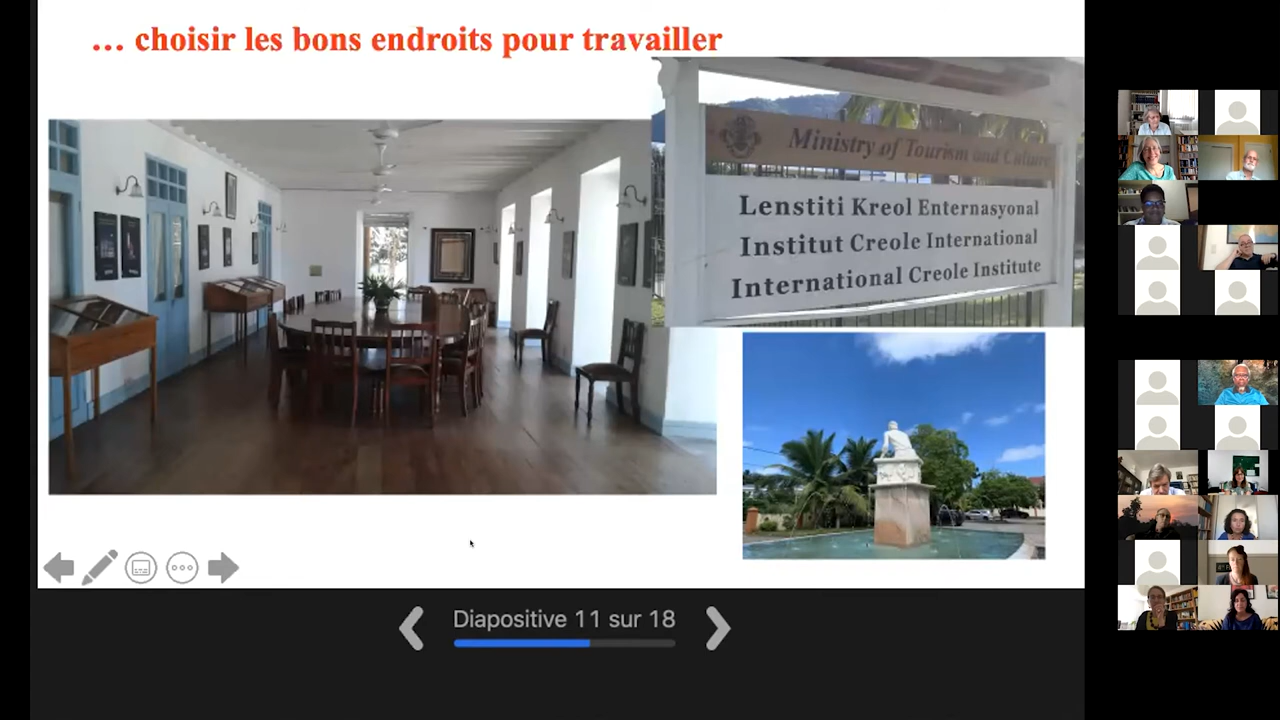 ... choisir les bons endroits pour travailler
Ministry of Tourism and Culture
Lenstiti Kreol Enternasyonal
Institut Creole International
International Creole Institute
Diapositive 11 sur 18